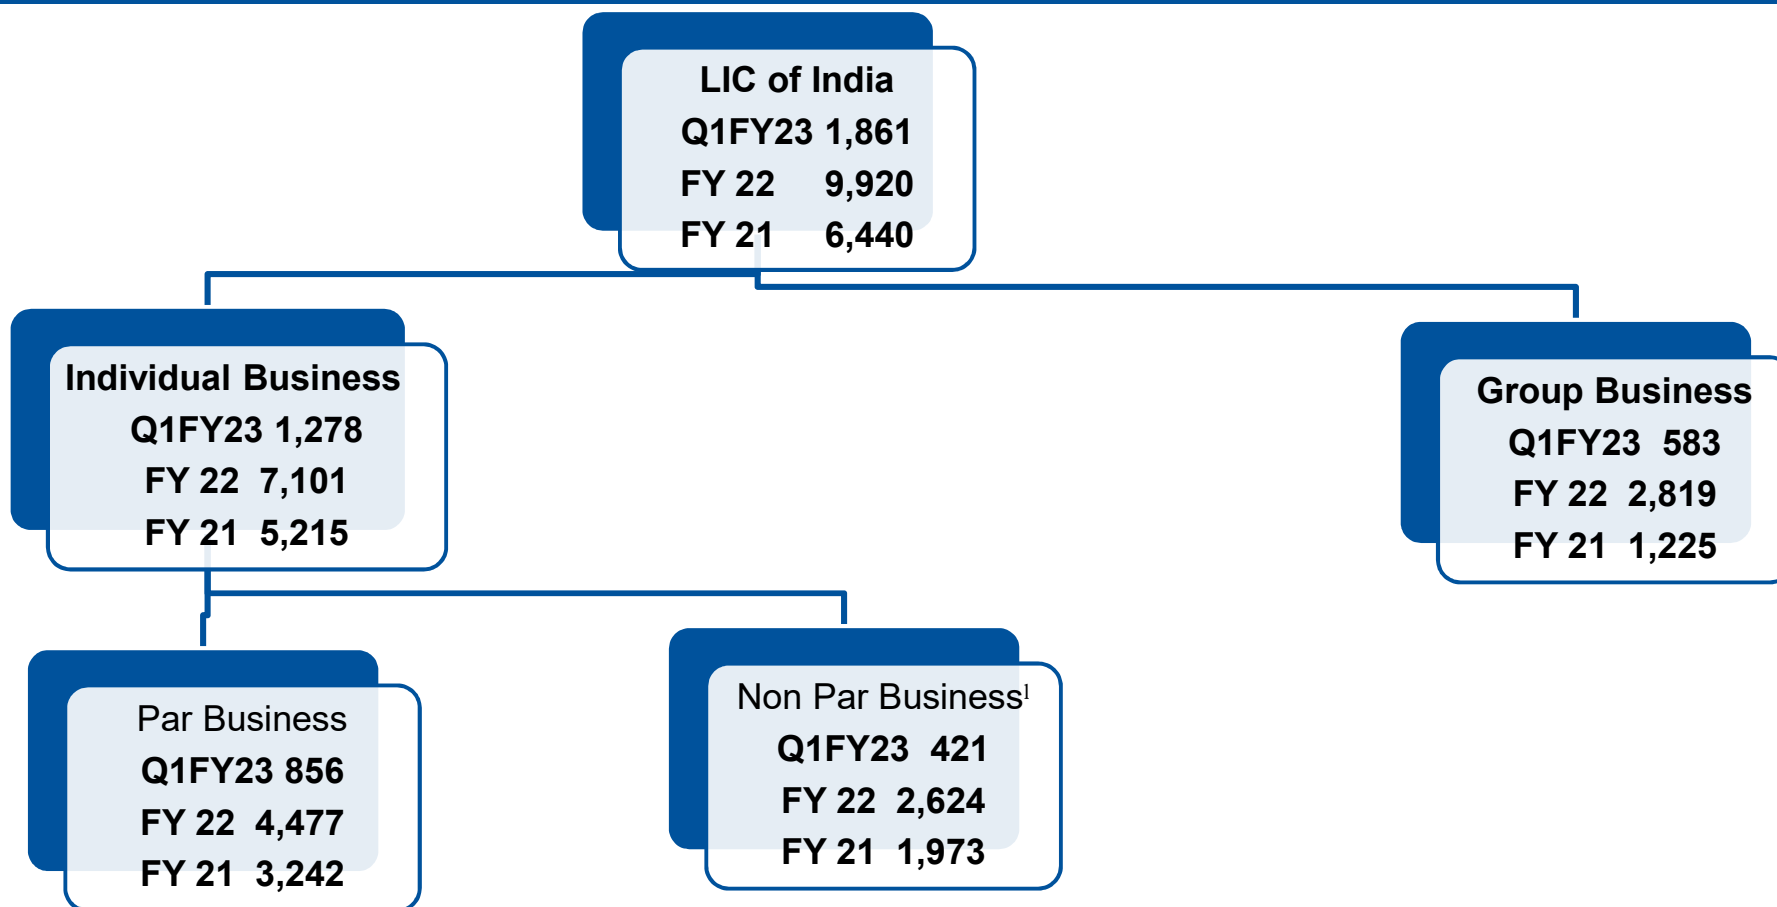 LIC of India
Q1FY23 1,861
FY 22 9,920
FY 21 6,440
Individual Business
Q1FY23 1,278
FY 22 7,101
FY 21 5,215
Group Business
Q1FY23 583
FY 22 2,819
FY 21 1,225
Par Business
Q1FY23 856
FY 22 4,477
FY 21 3,242
Non Par Business¹
Q1FY23 421
FY 22 2,624
FY 21 1,973